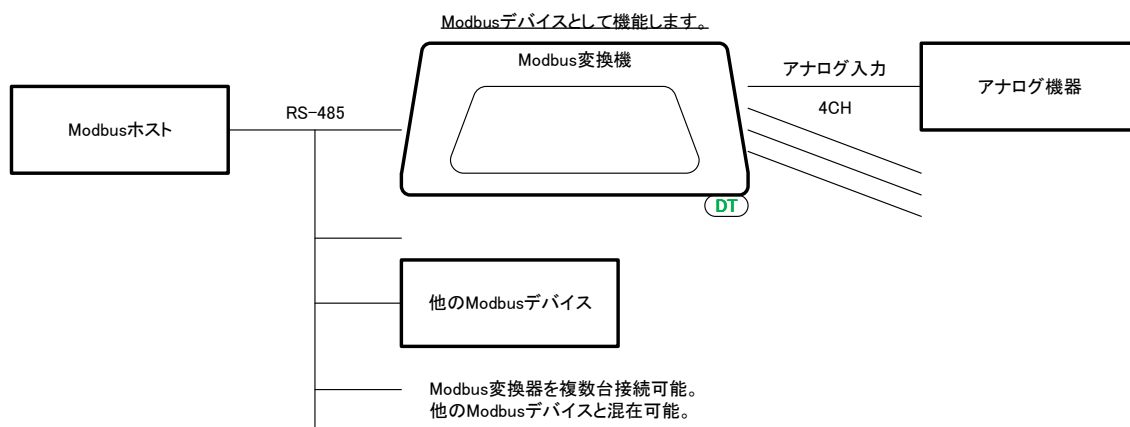 Modbusデバイスとして機能します。
Modbus変換機
アナログ入力
アナログ機器
4CH
RS-485
Modbusホスト
DT
他のModbusデバイス
Modbus変換器を複数台接続可能。
他のModbusデバイスと混在可能。